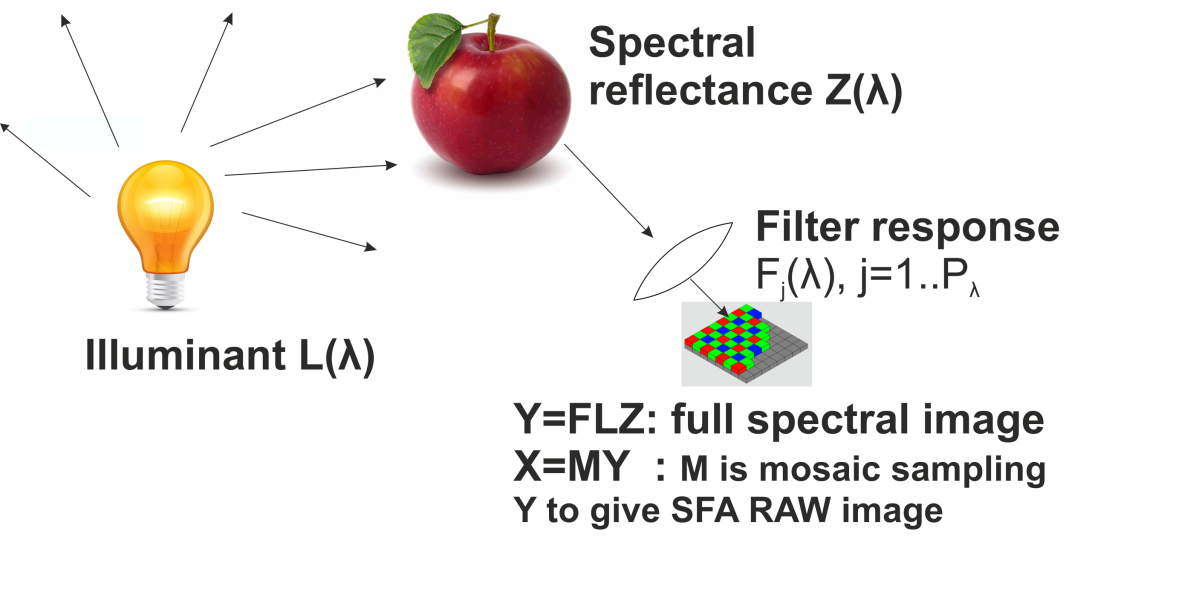 Spectral
reflectance Z(λ)
Filter response
Fj(λ), j=1..Pλ
Illuminant L(λ)
Y=FLZ: full spectral image
X=MY : M is mosaic sampling
Y to give SFA RAW image